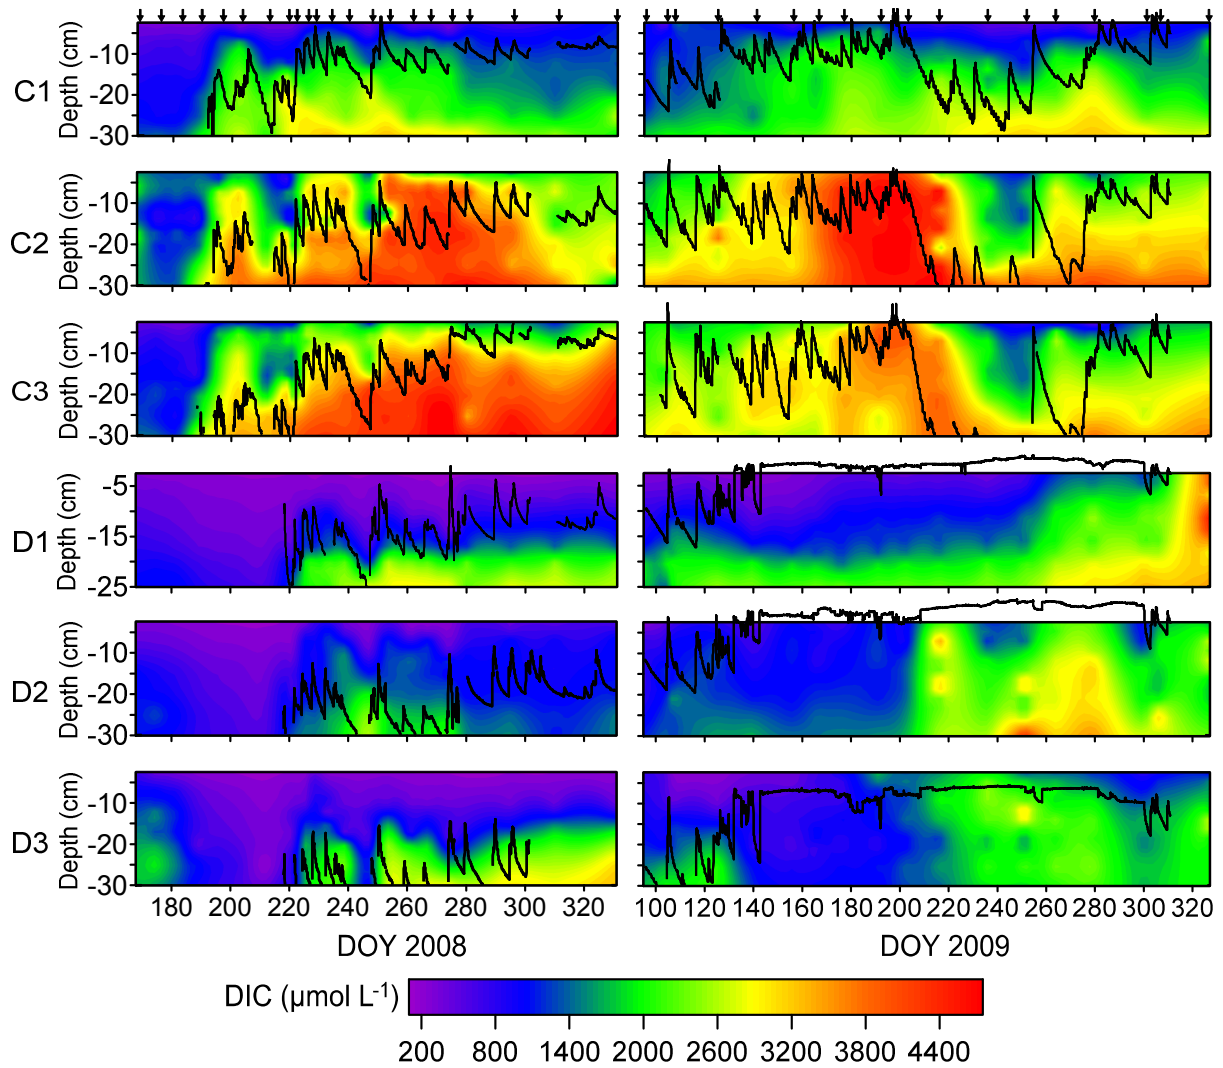 C1
Depth (cm)
-10
-20
-30
C2
Depth (cm)
-10
-20
-30
C3
Depth (cm)
-10
-20
-30
D1
Depth (cm)
-5
-15
-25
D2
Depth (cm)
-10
-20
-30
D3
Depth (cm)
-10
-20
-30
180 200 220 240 260 280 300 320
100 120 140 160 180 200 220 240 260 280 300 320
DOY 2008
DOY 2009
DIC (µmol L-1)
200 800 1400 2000 2600 3200 3800 4400